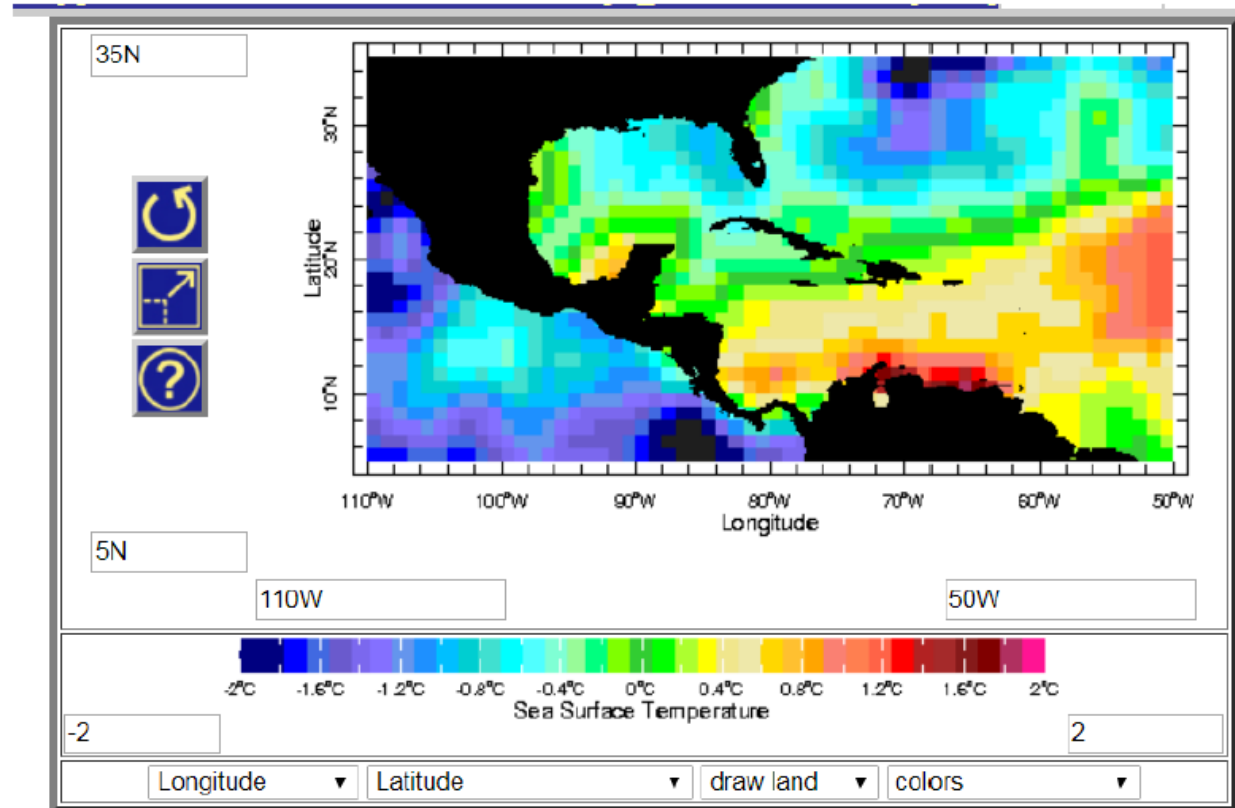 35N
30°N
Latitude
20°N
10°N
?
110°W 100°W 90°W 80°W 70°W 60°W 50°W
Longitude
5N
110W 50W
-2°C -1.6°C -1.2°C -0.8°C -0.4°C 0°C 0.4°C 0.8°C 1.2°C 1.6°C 2°C
Sea Surface Temperature
-2 2
Longitude Latitude draw land colors